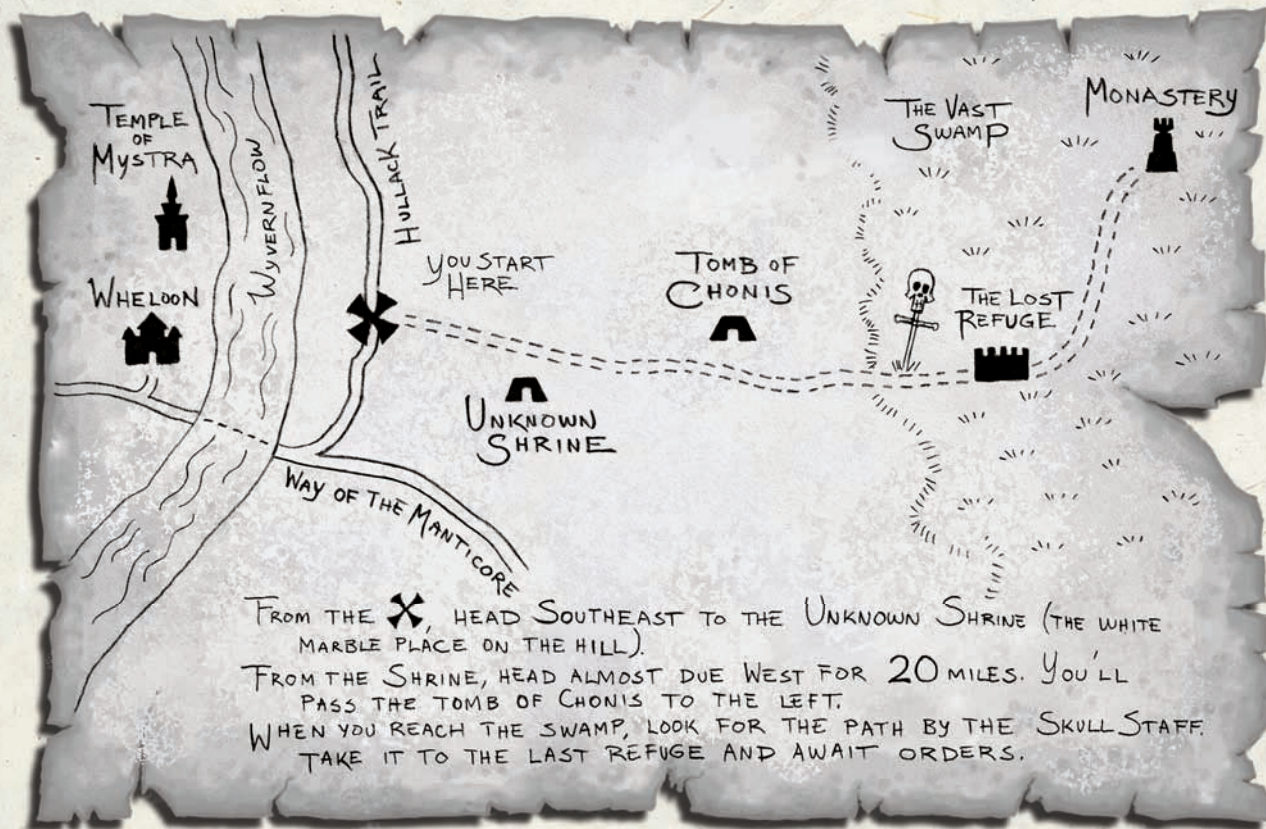 TEMPLE
OF
MYSTRA
WYVERNFLOW
HULLACK TRAIL
THE VAST
SWAMP
MONASTERY
WHELOON
YOU START
HERE
TOMB OF
CHONIS
THE LOST
REFUGE
UNKNOWN
SHRINE
WAY OF THE MANTICORE
FROM THE , HEAD SOUTHEAST TO THE UNKNOWN SHRINE (THE WHITE
MARBLE PLACE ON THE HILL).
FROM THE SHRINE, HEAD ALMOST DUE WEST FOR 20 MILES. YOU'LL
PASS THE TOMB OF CHONIS TO THE LEFT.
WHEN YOU REACH THE SWAMP, LOOK FOR THE PATH BY THE SKULL STAFF.
TAKE IT TO THE LAST REFUGE AND AWAIT ORDERS.